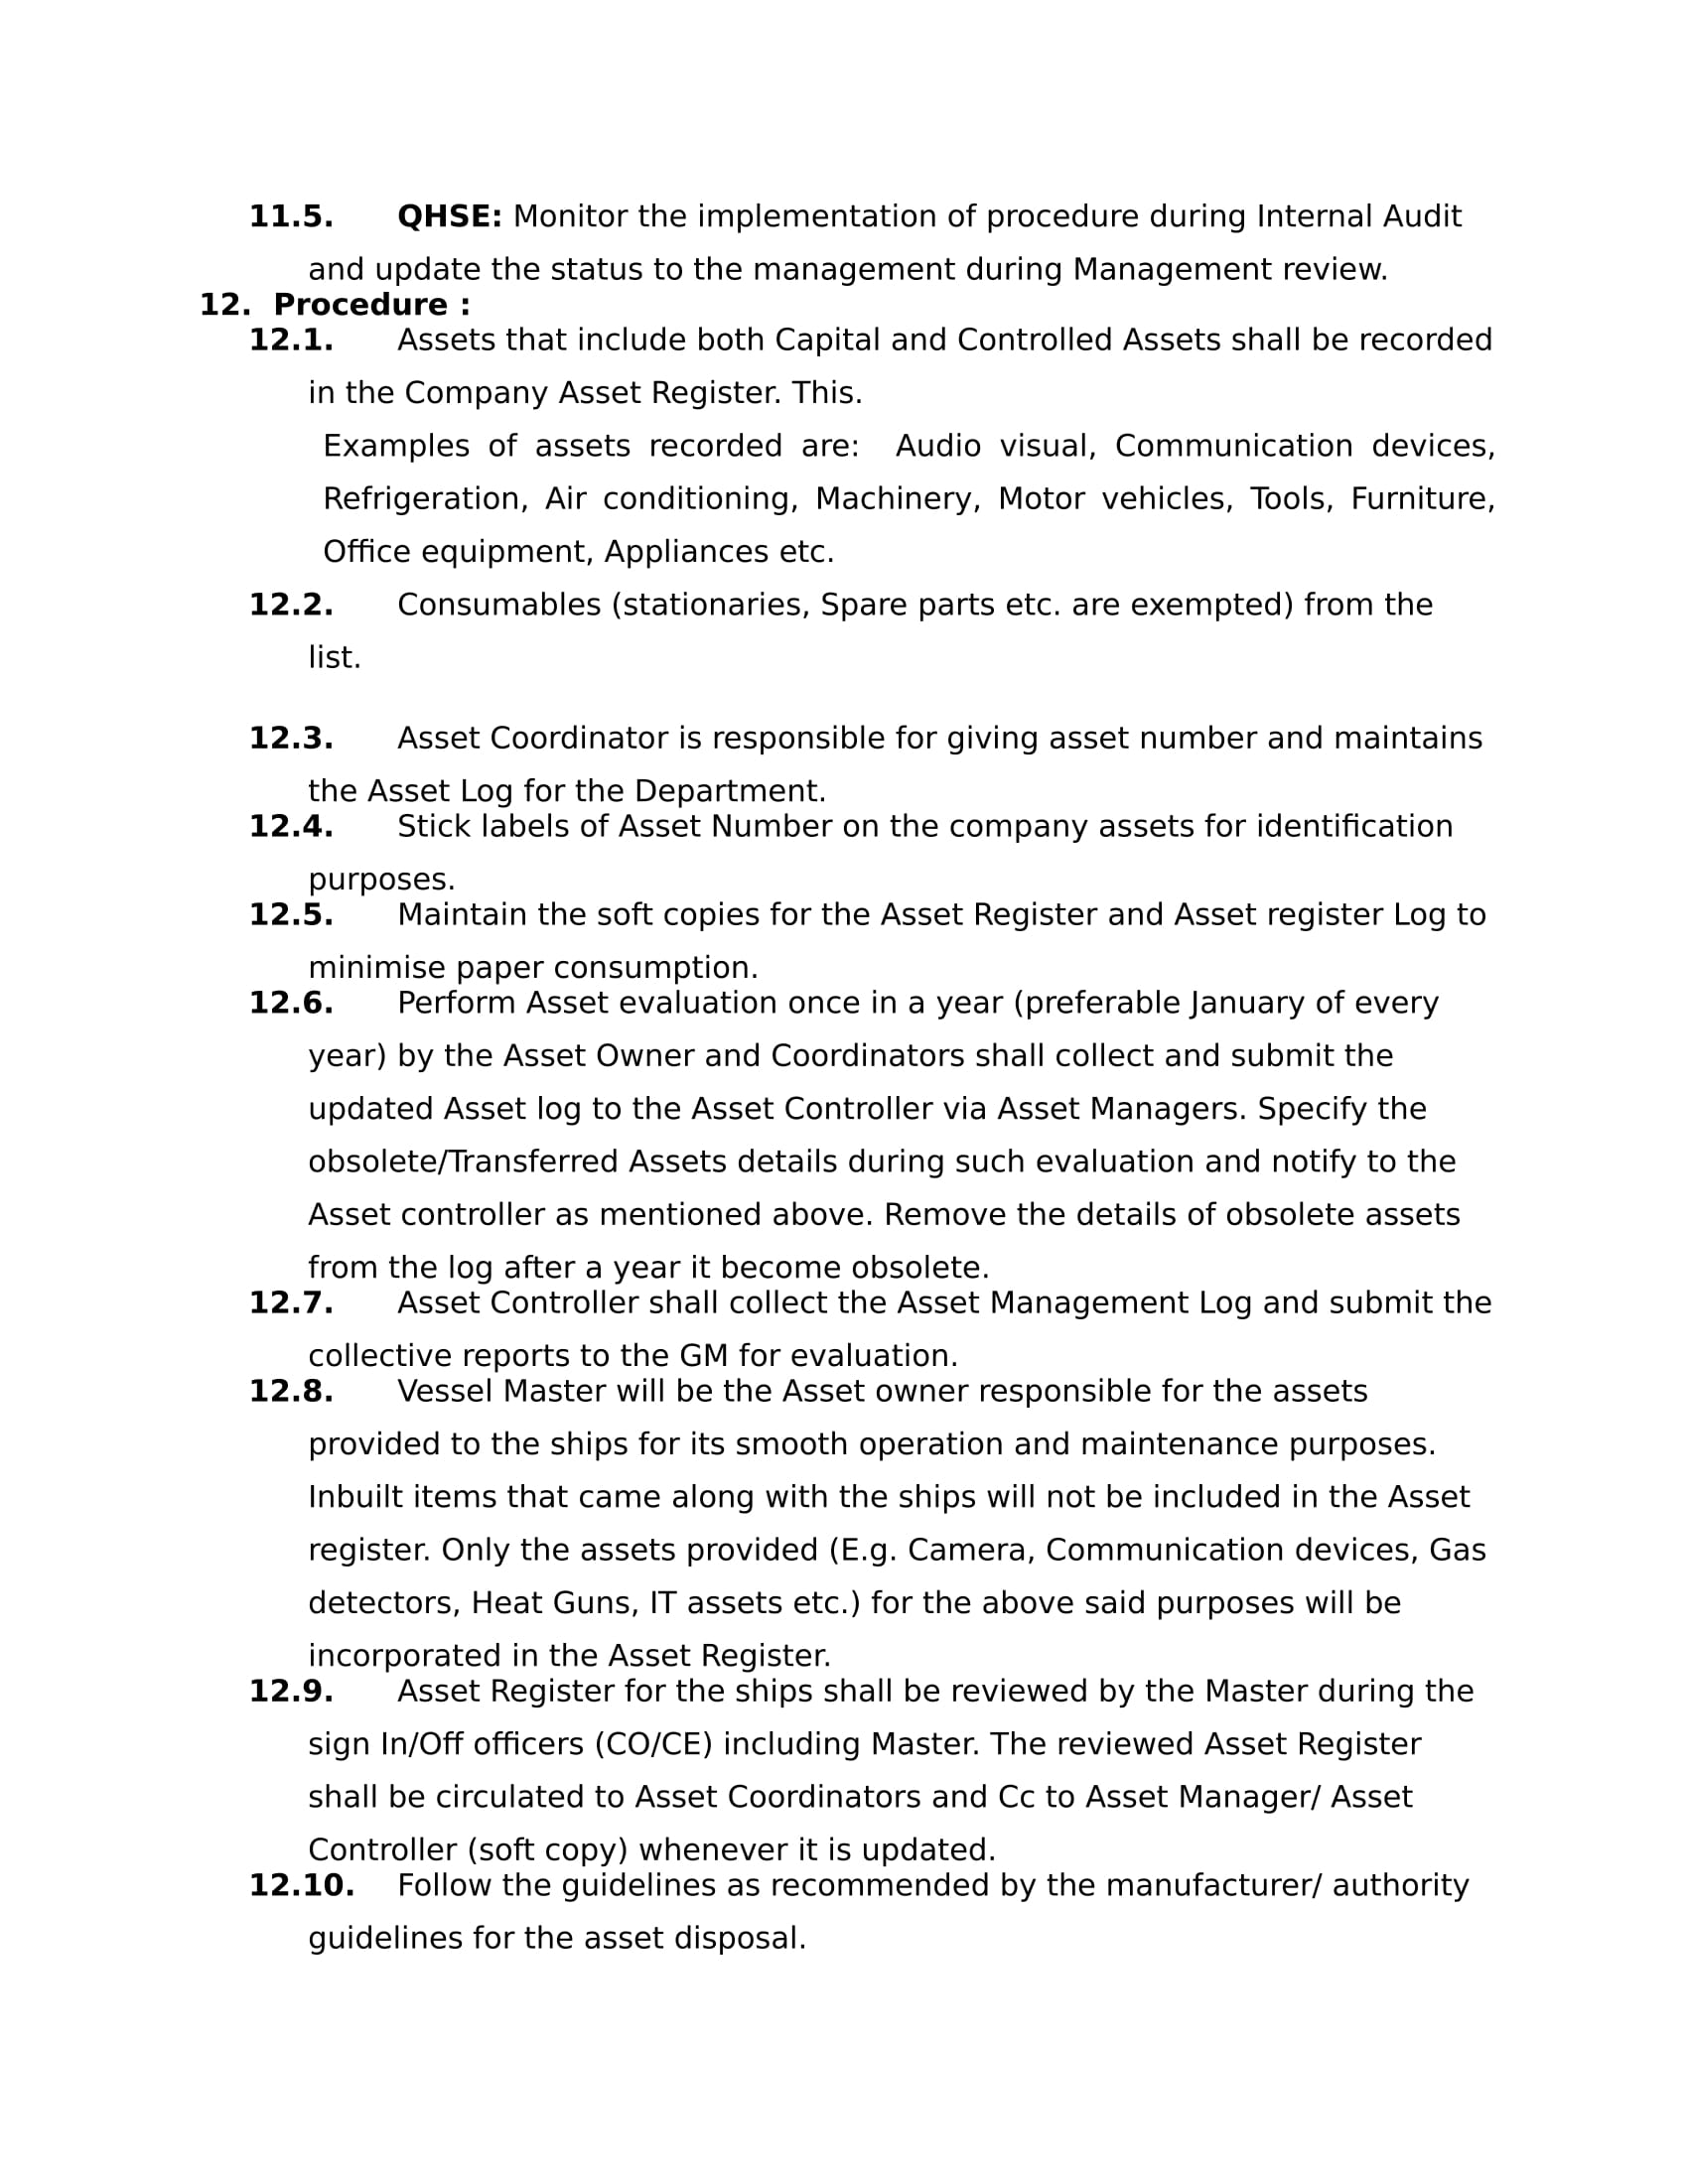 11.5. QHSE: Monitor the implementation of procedure during Internal Audit
and update the status to the management during Management review.
12. Procedure :
12.1. Assets that include both Capital and Controlled Assets shall be recorded
in the Company Asset Register. This.
Examples of assets recorded are: Audio visual, Communication devices,
Refrigeration, Air conditioning, Machinery, Motor vehicles, Tools, Furniture,
Office equipment, Appliances etc.
12.2. Consumables (stationaries, Spare parts etc. are exempted) from the
list.
12.3. Asset Coordinator is responsible for giving asset number and maintains
the Asset Log for the Department.
12.4. Stick labels of Asset Number on the company assets for identification
purposes.
12.5. Maintain the soft copies for the Asset Register and Asset register Log to
minimise paper consumption.
12.6. Perform Asset evaluation once in a year (preferable January of every
year) by the Asset Owner and Coordinators shall collect and submit the
updated Asset log to the Asset Controller via Asset Managers. Specify the
obsolete/Transferred Assets details during such evaluation and notify to the
Asset controller as mentioned above. Remove the details of obsolete assets
from the log after a year it become obsolete.
12.7. Asset Controller shall collect the Asset Management Log and submit the
collective reports to the GM for evaluation.
12.8. Vessel Master will be the Asset owner responsible for the assets
provided to the ships for its smooth operation and maintenance purposes.
Inbuilt items that came along with the ships will not be included in the Asset
register. Only the assets provided (E.g. Camera, Communication devices, Gas
detectors, Heat Guns, IT assets etc.) for the above said purposes will be
incorporated in the Asset Register.
12.9. Asset Register for the ships shall be reviewed by the Master during the
sign In/Off officers (CO/CE) including Master. The reviewed Asset Register
shall be circulated to Asset Coordinators and Cc to Asset Manager/ Asset
Controller (soft copy) whenever it is updated.
12.10. Follow the guidelines as recommended by the manufacturer/ authority
guidelines for the asset disposal.